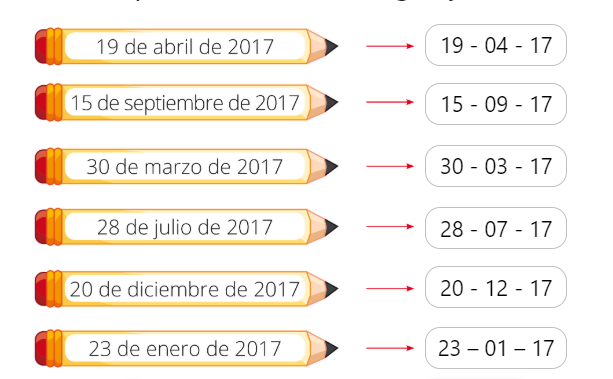 19 de abril de 2017 19 - 04 - 17
15 de septiembre de 2017 15 - 09 - 17
30 de marzo de 2017 30 - 03 - 17
28 de julio de 2017 28 - 07 - 17
20 de diciembre de 2017 20 - 12 - 17
23 de enero de 2017 23 – 01 – 17